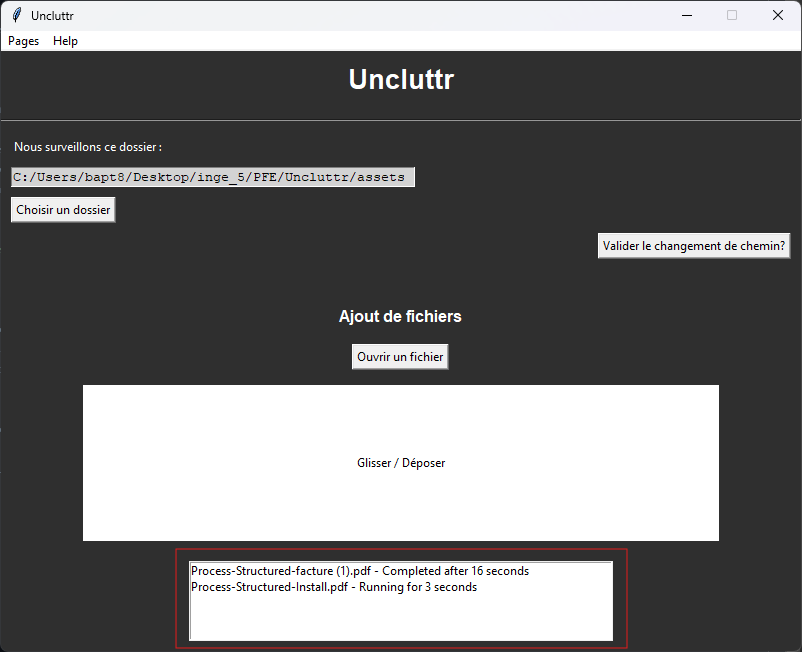 Uncluttr
Pages Help
Uncluttr
Nous surveillons ce dossier :
C:/Users/bapt8/Desktop/inge_5/PFE/Uncluttr/assets
Choisir un dossier
Valider le changement de chemin?
Ajout de fichiers
Ouvrir un fichier
Glisser / Déposer
Process-Structured-facture (1).pdf - Completed after 16 seconds
Process-Structured-Install.pdf - Running for 3 seconds